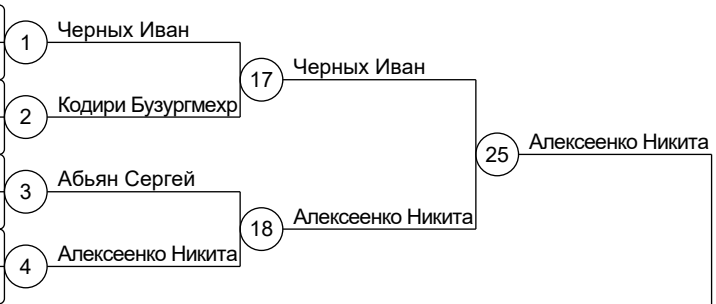 Черных Иван
1
17
Черных Иван
2
Кодири Бузургмехр
25
Алексеенко Никита
3
Абьян Сергей
18
Алексеенко Никита
4
Алексеенко Никита